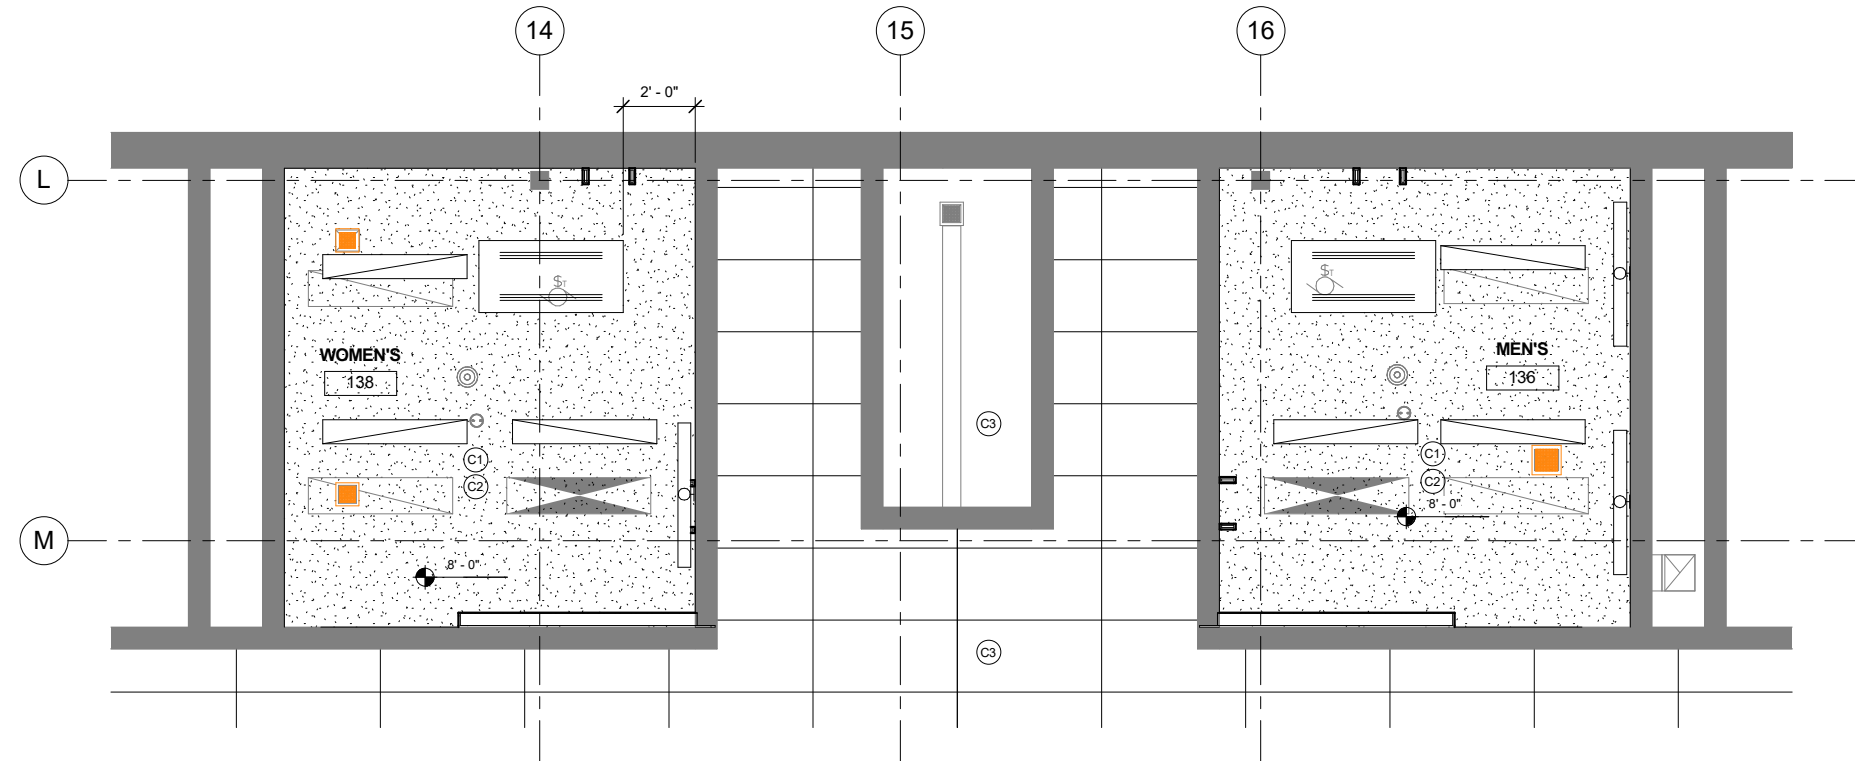 14
15
16
2' - 0"
L
$T
$T
WOMEN'S
138
MEN'S
136
C3
C1
C2
C1
C2
8' - 0"
M
8' - 0"
C3